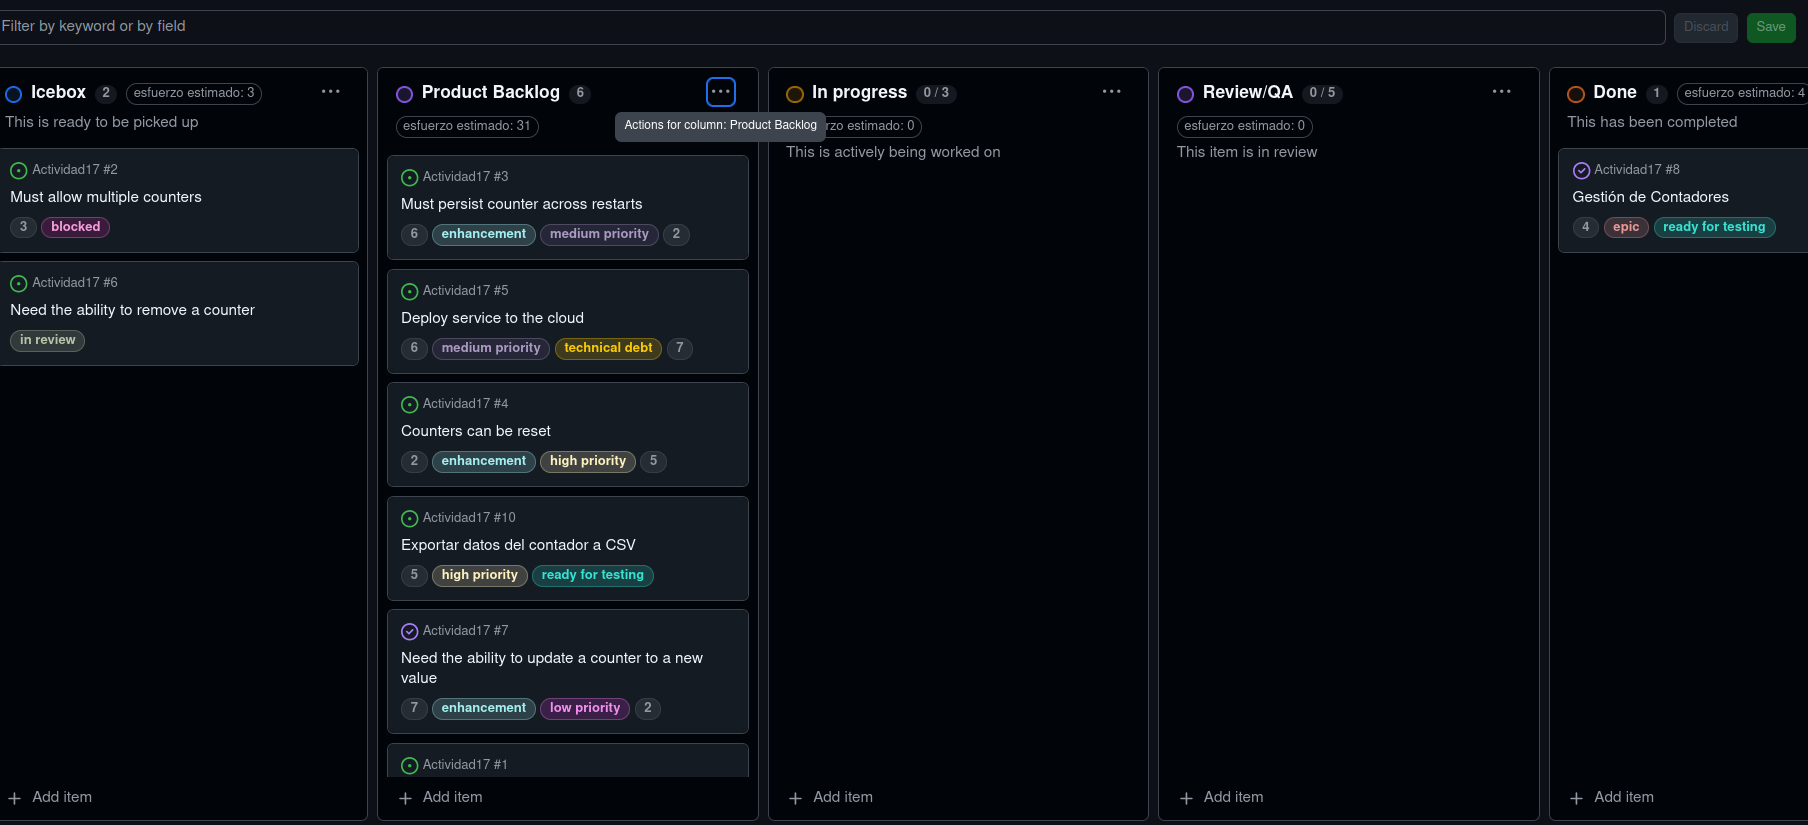 Filter by keyword or by field
Discard
Save
Icebox 2 esfuerzo estimado: 3
This is ready to be picked up
Actividad17 #2
Must allow multiple counters
3 blocked
Actividad17 #6
Need the ability to remove a counter
in review
Add item
Product Backlog 6
esfuerzo estimado: 31
Actions for column: Product Backlog
Actividad17 #3
Must persist counter across restarts
6 enhancement medium priority 2
Actividad17 #5
Deploy service to the cloud
6 medium priority technical debt 7
Actividad17 #4
Counters can be reset
2 enhancement high priority 5
Actividad17 #10
Exportar datos del contador a CSV
5 high priority ready for testing
Actividad17 #7
Need the ability to update a counter to a new
value
7 enhancement low priority 2
Actividad17 #1
Add item
In progress 0 / 3
estimado: 0
This is actively being worked on
Add item
Review/QA 0 / 5
esfuerzo estimado: 0
This item is in review
Add item
Done 1 esfuerzo estimado: 4
This has been completed
Actividad17 #8
Gestión de Contadores
4 epic ready for testing
Add item